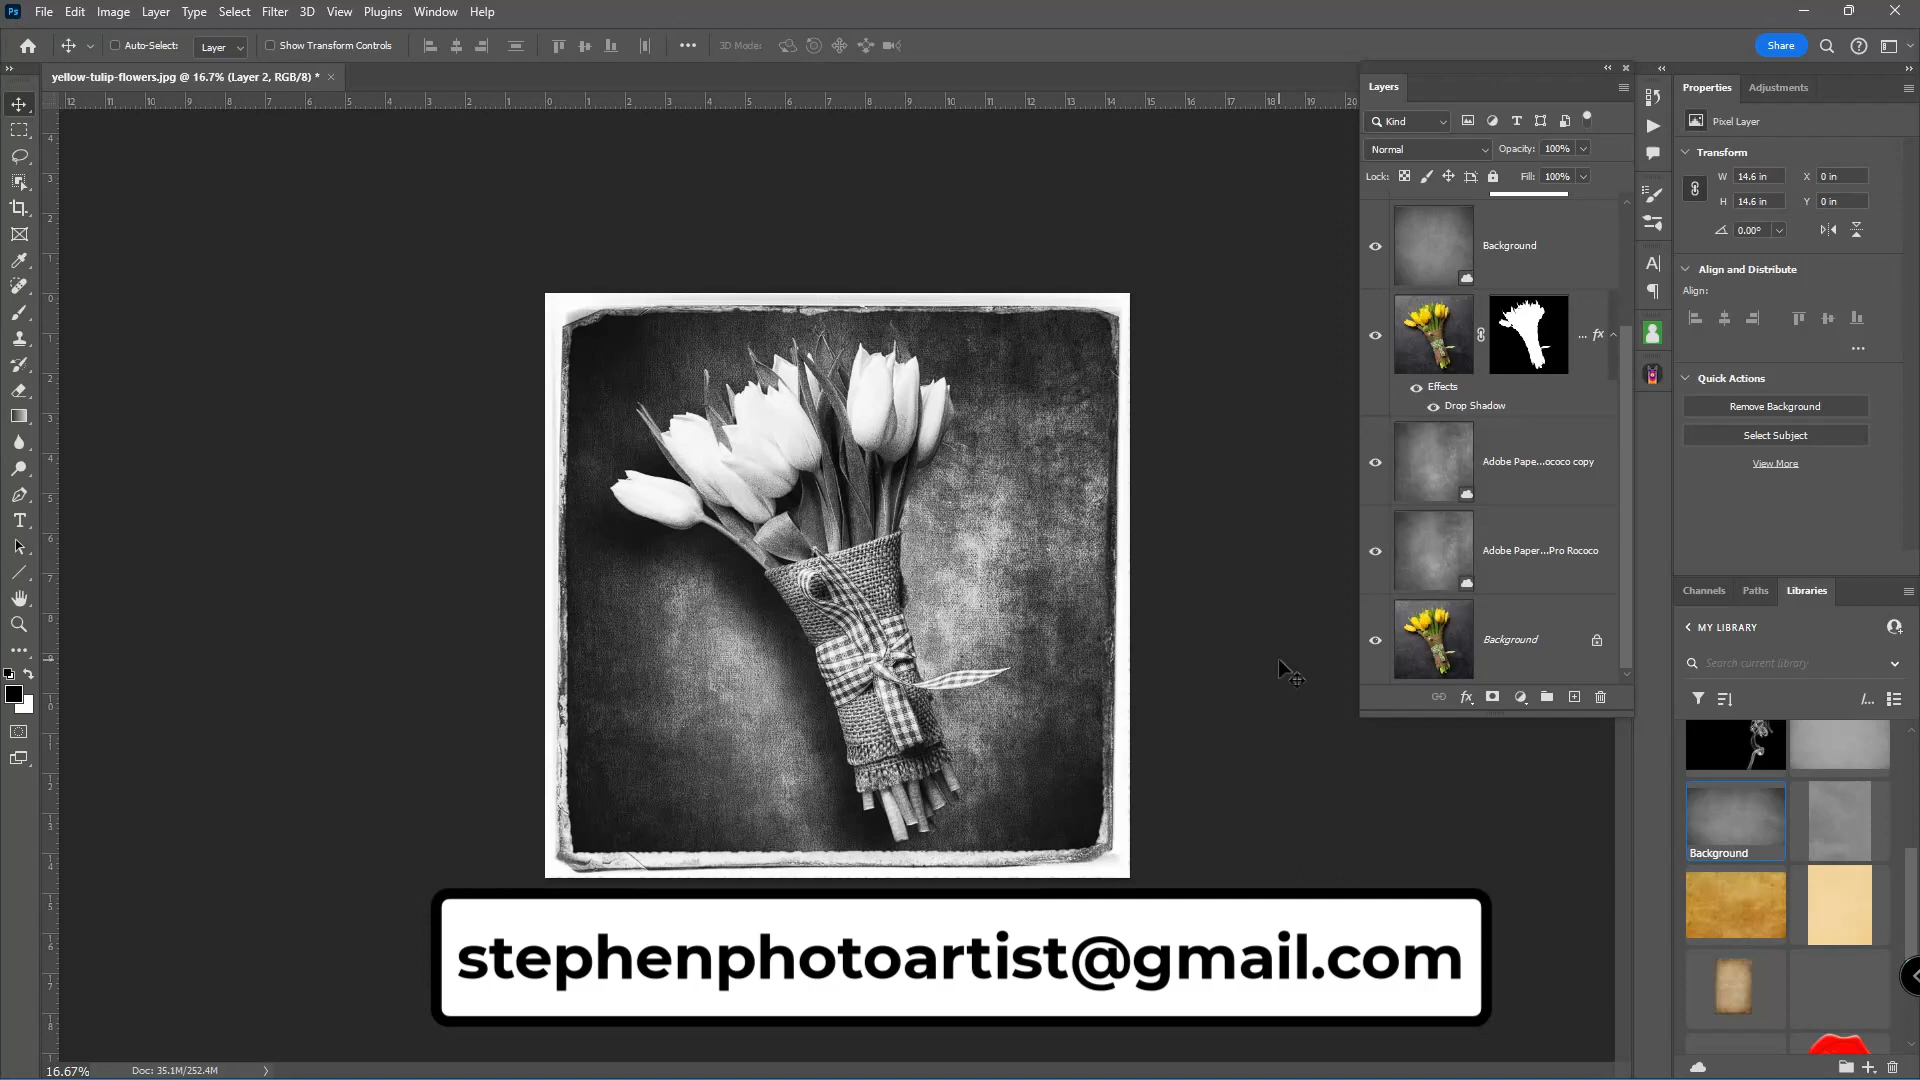 Ps File Edit Image Layer Type Select Filter 3D View Plugins Window Help
Auto-Select: Layer Show Transform Controls 3D Mode: Share
yellow-tulip-flowers.jpg @ 16.7% (Layer 2, RGB/8) *
Layers
Kind
Normal Opacity: 100%
Lock: Fill: 100%
Background
fx
Effects
Drop Shadow
Adobe Pape...ococo copy
Adobe Paper...Pro Rococo
Background
fx
Properties Adjustments
Pixel Layer
Transform
W 14.6 in X 0 in
H 14.6 in Y 0 in
0.00°
Align and Distribute
Align:
Quick Actions
Remove Background
Select Subject
View More
Channels Paths Libraries
MY LIBRARY
Search current library
Background
stephenphotoartist@gmail.com
16.67% Doc: 35.1M/252.4M